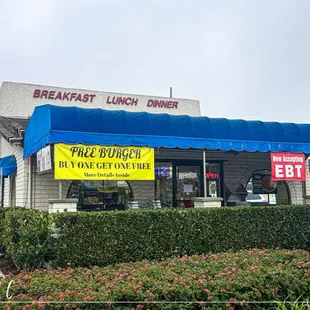 BREAKFAST LUNCH DINNER
FREE BURGER
BUY ONE GET ONE FREE
More Details Inside
OPEN
Now Accepting
EBT